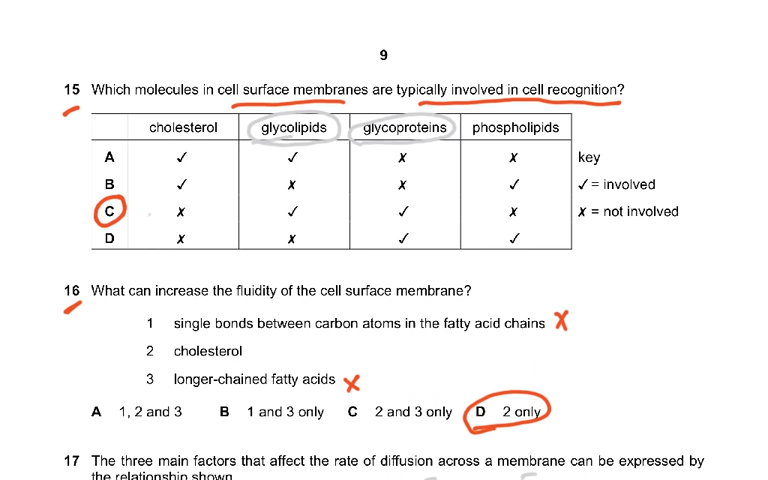 9
15 Which molecules in cell surface membranes are typically involved in cell recognition?
cholesterol glycolipids glycoproteins phospholipids
A ✓ ✓ ✗ ✗ key
B ✓ ✗ ✗ ✓ ✓ = involved
C ✗ ✓ ✓ ✗ ✗ = not involved
D ✗ ✗ ✓ ✓
16 What can increase the fluidity of the cell surface membrane?
1 single bonds between carbon atoms in the fatty acid chains X
2 cholesterol
3 longer-chained fatty acids X
A 1, 2 and 3 B 1 and 3 only C 2 and 3 only D 2 only
17 The three main factors that affect the rate of diffusion across a membrane can be expressed by
the relationship shown.